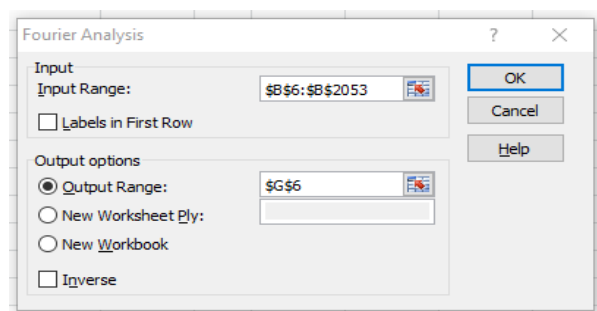 Fourier Analysis ? ×
Input
Input Range: $B$6:$B$2053
Labels in First Row
Output options
Output Range: $G$6
New Worksheet Ply:
New Workbook
Inverse
OK
Cancel
Help